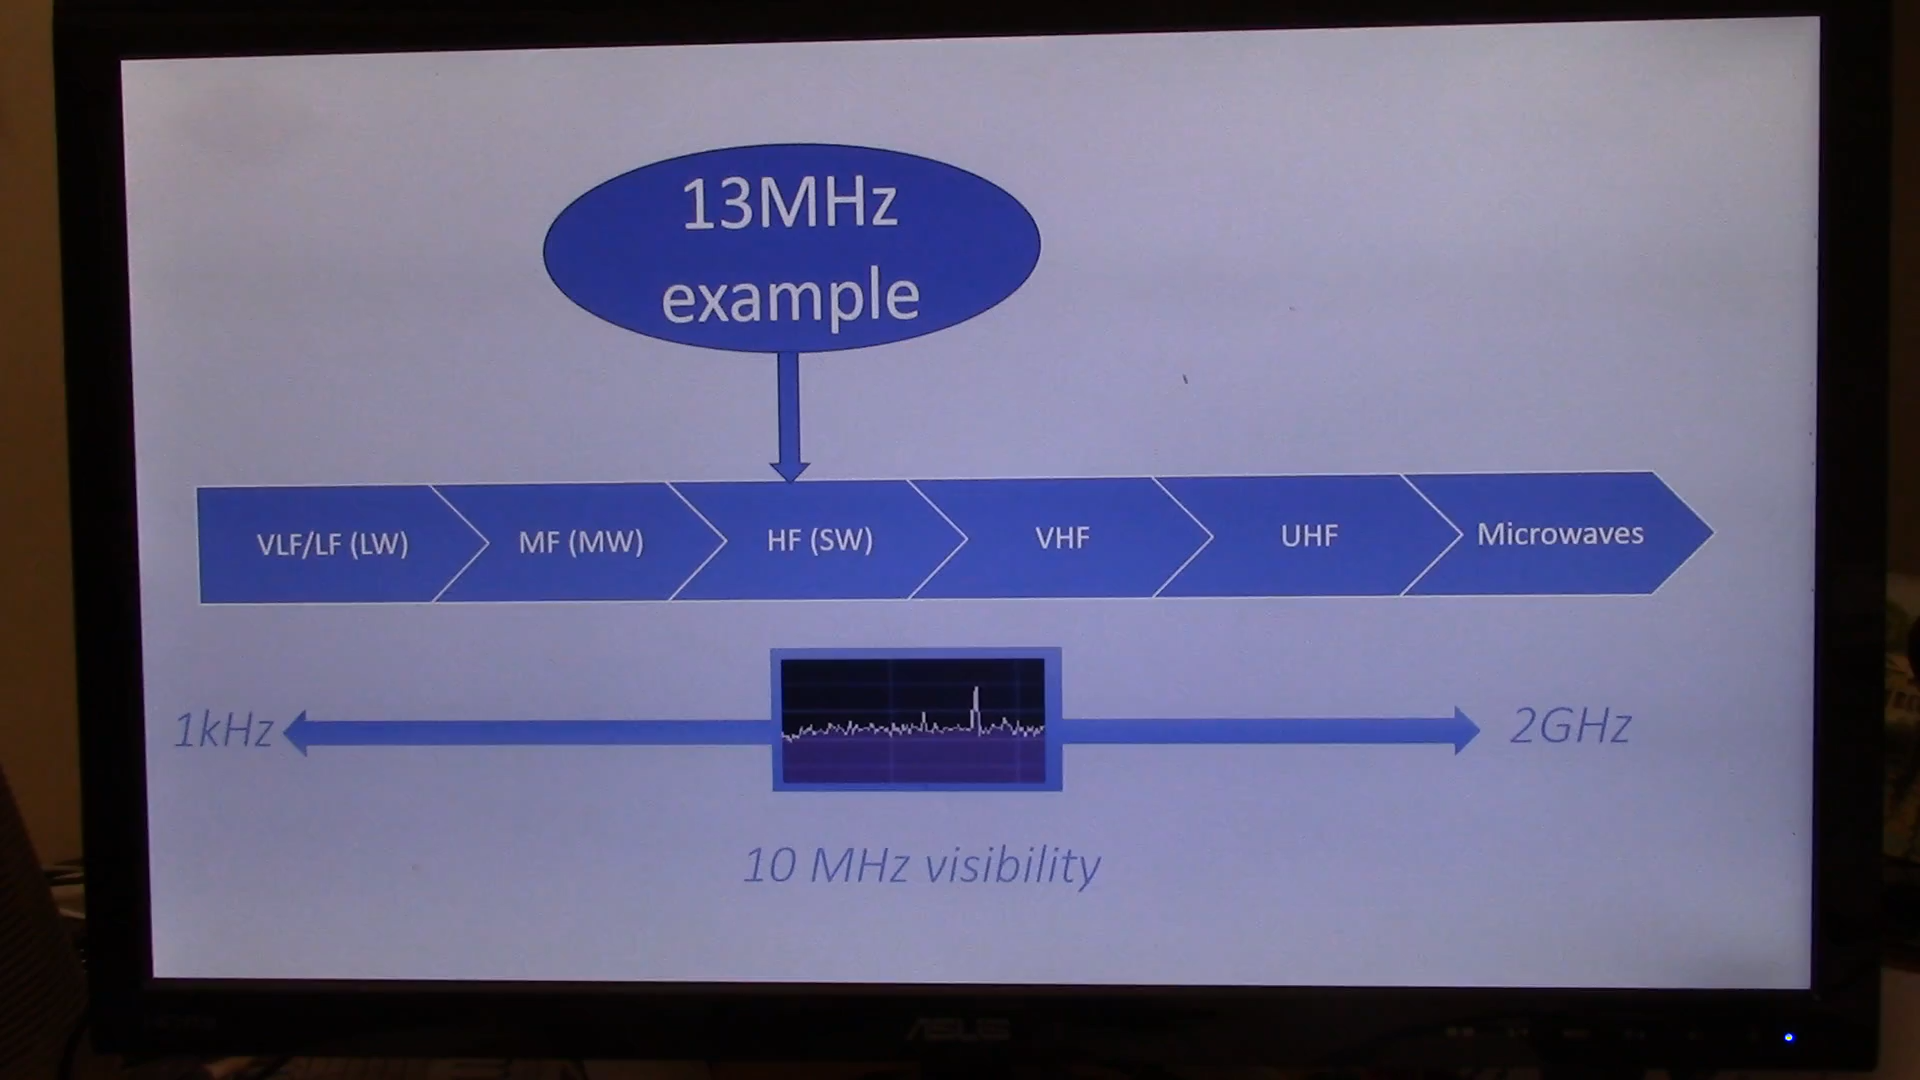 13MHz
example
VLF/LF (LW)
MF (MW)
HF (SW)
VHF
UHF
Microwaves
1kHz
2GHz
10 MHz visibility
ASUS